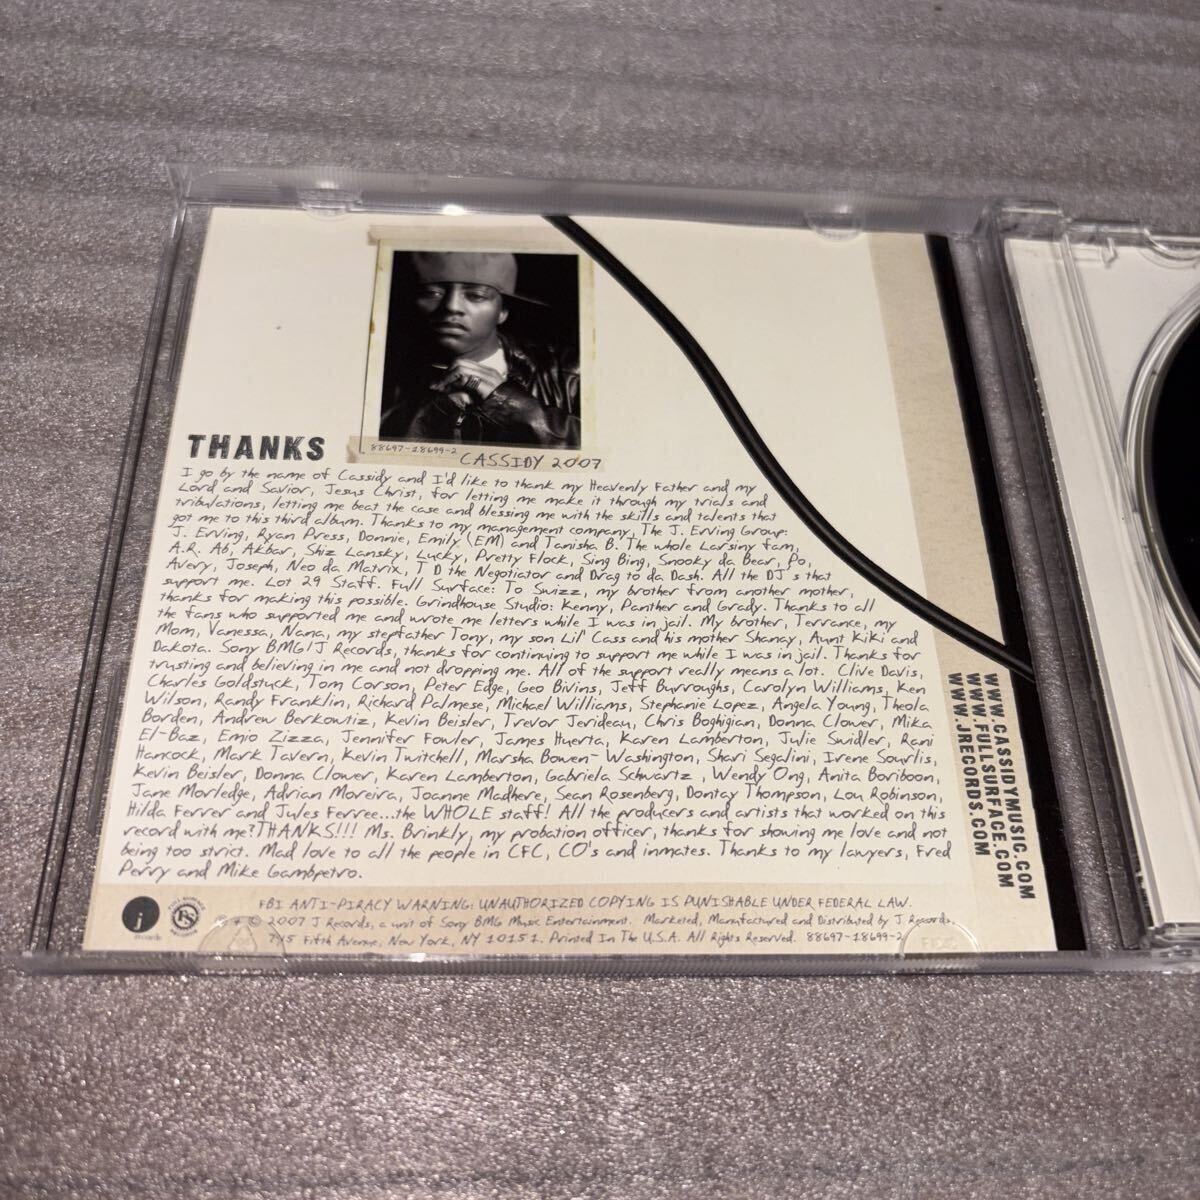 88697-18699-2
CASSIDY 2007
THANKS
I go by the name of Cassidy and I'd like to thank my Heavenly Father and my
Lord and Savior, Jesus Christ, for letting me make it through my trials and
tribulations, letting me beat the case and blessing me with the skills and talents that
got me to this third album. Thanks to my management company, The J. Erving Group:
J. Erving, Ryan Press, Donnie, Emily (EM) and Tanisha B. The whole Larsiny fam,
A.R. Ab, Akbar, Shiz Lansky, Lucky, Pretty Flock, Sing Bing, Snooky da Bear, Po,
Avery, Joseph, Neo da Matrix, T D the Negotiator and Drag to da Dash. All the DJ s that
support me. Lot 29 Staff. Full Surface: To Swizz, my brother from another mother,
thanks for making this possible. Grindhouse Studio: Kenny, Panther and Grady. Thanks to all
the fans who supported me and wrote me letters while I was in jail. My brother, Terrance, my
Mom, Vanessa, Nana, my stepfather Tony, my son Lil' Cass and his mother Shanay, Aunt Kiki and
Dakota. Sony BMG/J Records, thanks for continuing to support me while I was in jail. Thanks for
trusting and believing in me and not dropping me. All of the support really means a lot. Clive Davis,
Charles Goldstuck, Tom Corson, Peter Edge, Geo Bivins, Jeff Burroughs, Carolyn Williams, Ken
Wilson, Randy Franklin, Richard Palmese, Michael Williams, Stephanie Lopez, Angela Young, Theola
Borden, Andrew Berkowtiz, Kevin Beisler, Trevor Jerideau, Chris Boghigian, Donna Clower, Mika
El-Baz, Emio Zizza, Jennifer Fowler, James Huerta, Karen Lamberton, Julie Swidler, Rani
Hancock, Mark Tavern, Kevin Twitchell, Marsha Bowen- Washington, Shari Segalini, Irene Sourlis,
Kevin Beisler, Donna Clower, Karen Lamberton, Gabriela Schwartz , Wendy Ong, Anita Boriboon,
Jane Morledge, Adrian Moreira, Joanne Madhere, Sean Rosenberg, Dontay Thompson, Lou Robinson,
Hilda Ferrer and Jules Ferree...the WHOLE staff! All the producers and artists that worked on this
record with me?THANKS!!! Ms. Brinkly, my probation officer, thanks for showing me love and not
being too strict. Mad love to all the people in CFC, CO's and inmates. Thanks to my lawyers, Fred
Perry and Mike Gambpetro.
WWW.CASSIDYMUSIC.COM
WWW.FULLSURFACE.COM
WWW.JRECORDS.COM
j
records
FS
FBI ANTI-PIRACY WARNING: UNAUTHORIZED COPYING IS PUNISHABLE UNDER FEDERAL LAW.
℗ + © 2007 J Records, a unit of Sony BMG Music Entertainment. Marketed, Manufactured and Distributed by J Records,
745 Fifth Avenue, New York, NY 10151. Printed In The U.S.A. All Rights Reserved. 88697-18699-2